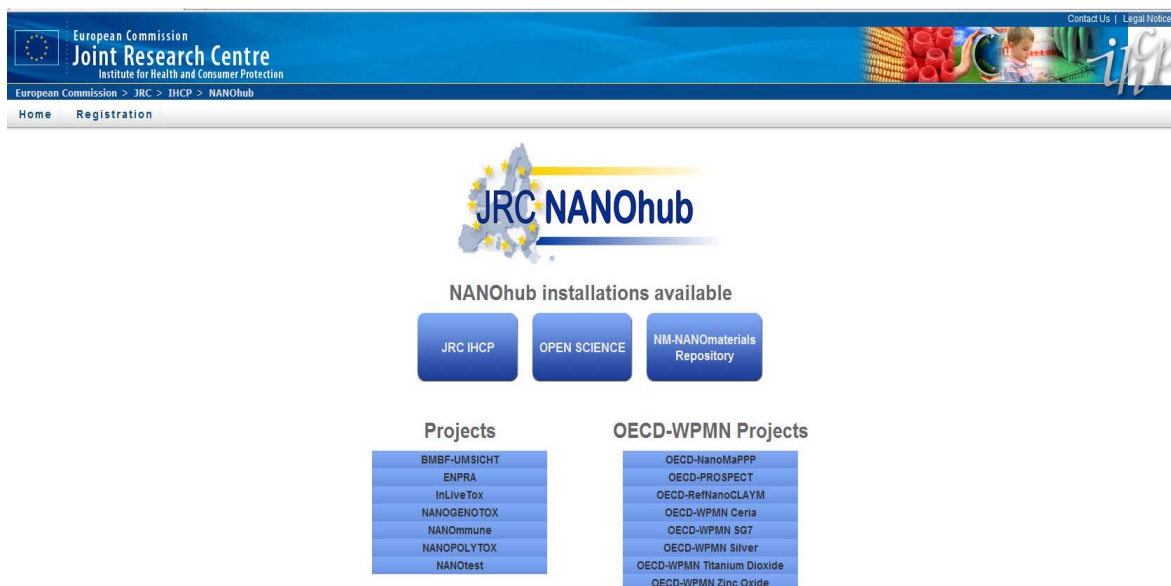 Contact Us | Legal Notice
European Commission
Joint Research Centre
Institute for Health and Consumer Protection
ihcp
European Commission > JRC > IHCP > NANOhub
Home Registration
JRC NANOhub
NANOhub installations available
JRC IHCP
OPEN SCIENCE
NM-NANOmaterials
Repository
Projects
BMBF-UMSICHT
ENPRA
InLiveTox
NANOGENOTOX
NANOmmune
NANOPOLYTOX
NANOtest
OECD-WPMN Projects
OECD-NanoMaPPP
OECD-PROSPECT
OECD-RefNanoCLAYM
OECD-WPMN Ceria
OECD-WPMN SG7
OECD-WPMN Silver
OECD-WPMN Titanium Dioxide
OECD-WPMN Zinc Oxide